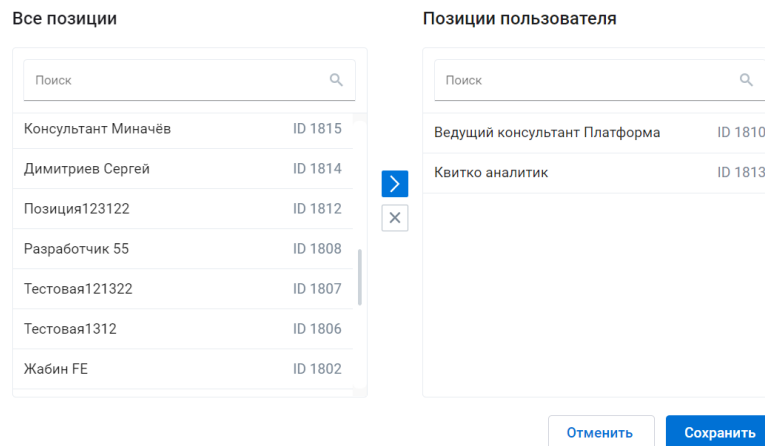 Все позиции
Позиции пользователя
Поиск
Поиск
Консультант Миначёв ID 1815
Димитриев Сергей ID 1814
Позиция123122 ID 1812
Разработчик 55 ID 1808
Тестовая121322 ID 1807
Тестовая1312 ID 1806
Жабин FE ID 1802
Ведущий консультант Платформа ID 1810
Квитко аналитик ID 1813
Отменить
Сохранить